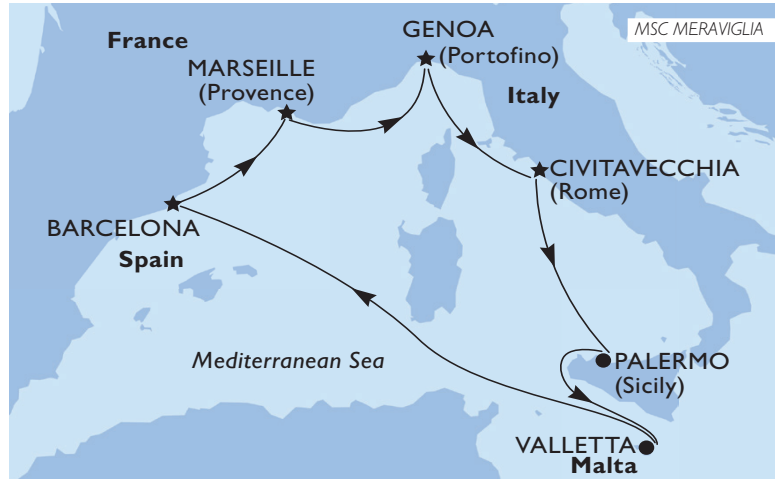 MSC MERAVIGLIA
GENOA
(Portofino)
France
MARSEILLE
(Provence)
Italy
CIVITAVECCHIA
(Rome)
BARCELONA
Spain
Mediterranean Sea
PALERMO
(Sicily)
VALLETTA
Malta